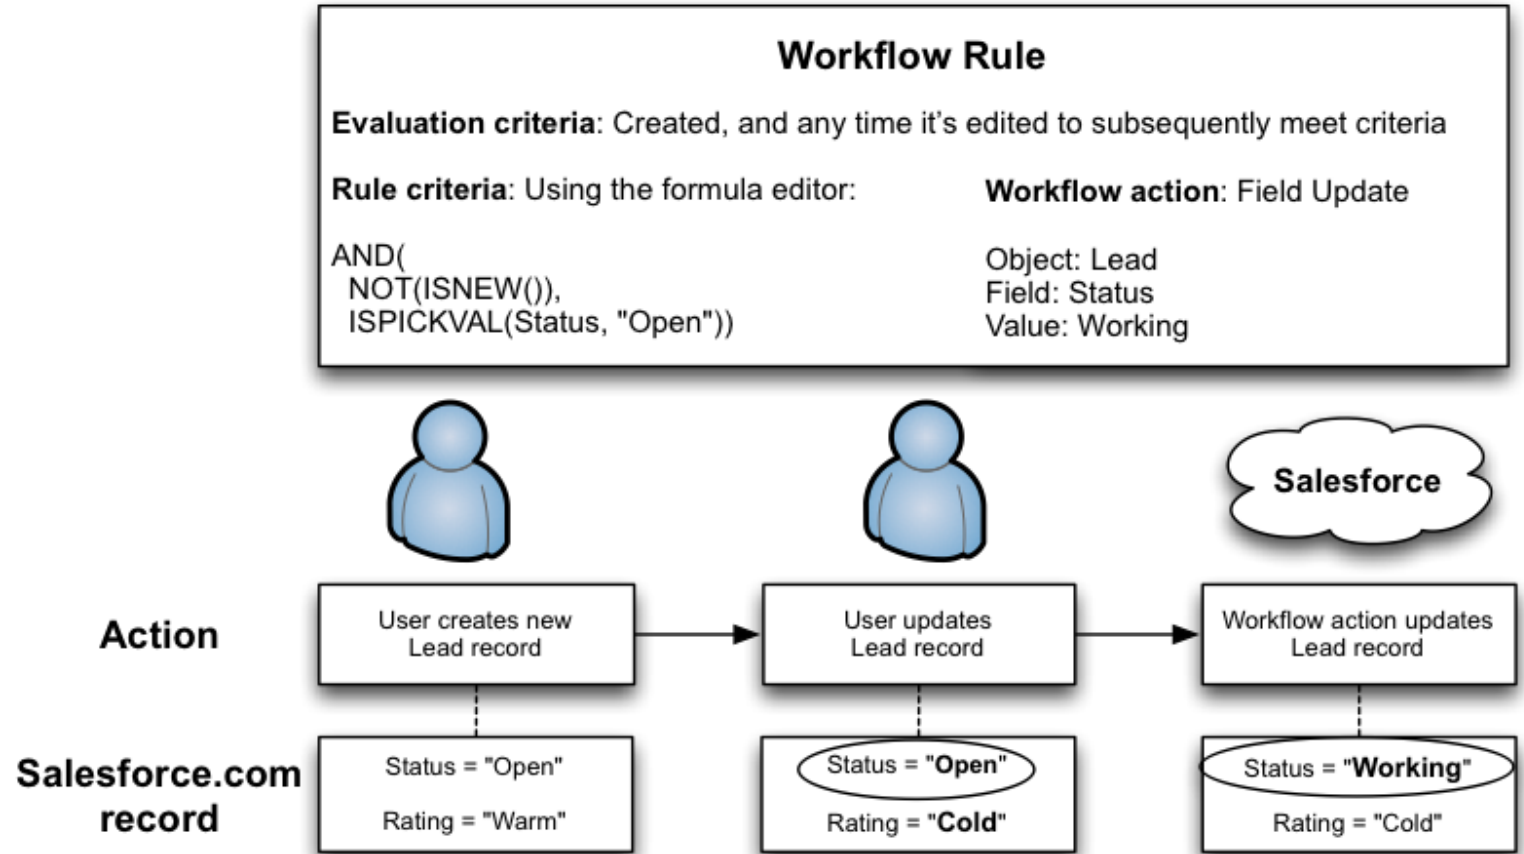 Workflow Rule
Evaluation criteria: Created, and any time it's edited to subsequently meet criteria
Rule criteria: Using the formula editor:
AND(
NOT(ISNEW()),
ISPICKVAL(Status, "Open"))
Workflow action: Field Update
Object: Lead
Field: Status
Value: Working
Salesforce
Action
User creates new
Lead record
User updates
Lead record
Workflow action updates
Lead record
Salesforce.com
record
Status = "Open"
Rating = "Warm"
Status = "Open"
Rating = "Cold"
Status = "Working"
Rating = "Cold"